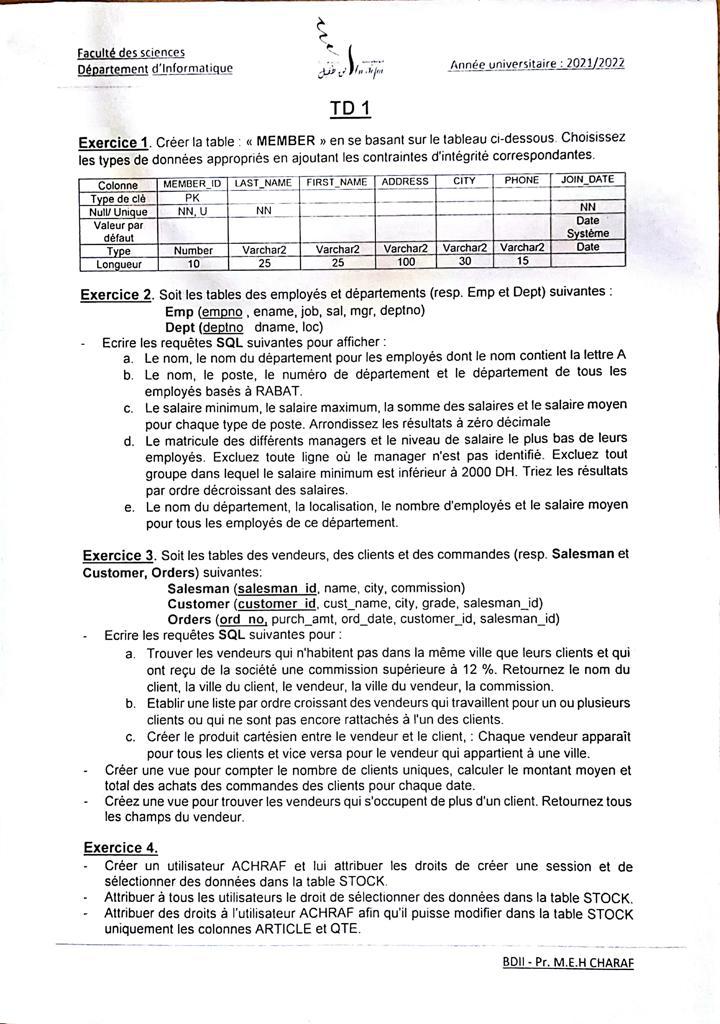 Faculté des sciences
Département d'Informatique
Année universitaire : 2021/2022
TD 1
Exercice 1. Créer la table : « MEMBER » en se basant sur le tableau ci-dessous. Choisissez
les types de données appropriés en ajoutant les contraintes d'intégrité correspondantes.
Colonne MEMBER_ID LAST_NAME FIRST_NAME ADDRESS CITY PHONE JOIN_DATE
Type de clè PK
Null/ Unique NN, U NN NN
Valeur par défaut Date Système
Type Number Varchar2 Varchar2 Varchar2 Varchar2 Varchar2 Date
Longueur 10 25 25 100 30 15
Exercice 2. Soit les tables des employés et départements (resp. Emp et Dept) suivantes :
Emp (empno , ename, job, sal, mgr, deptno)
Dept (deptno dname, loc)
- Ecrire les requêtes SQL suivantes pour afficher :
a. Le nom, le nom du département pour les employés dont le nom contient la lettre A
b. Le nom, le poste, le numéro de département et le département de tous les
employés basés à RABAT.
c. Le salaire minimum, le salaire maximum, la somme des salaires et le salaire moyen
pour chaque type de poste. Arrondissez les résultats à zéro décimale
d. Le matricule des différents managers et le niveau de salaire le plus bas de leurs
employés. Excluez toute ligne où le manager n'est pas identifié. Excluez tout
groupe dans lequel le salaire minimum est inférieur à 2000 DH. Triez les résultats
par ordre décroissant des salaires.
e. Le nom du département, la localisation, le nombre d'employés et le salaire moyen
pour tous les employés de ce département.
Exercice 3. Soit les tables des vendeurs, des clients et des commandes (resp. Salesman et
Customer, Orders) suivantes:
Salesman (salesman_id, name, city, commission)
Customer (customer_id, cust_name, city, grade, salesman_id)
Orders (ord_no, purch_amt, ord_date, customer_id, salesman_id)
- Ecrire les requêtes SQL suivantes pour :
a. Trouver les vendeurs qui n'habitent pas dans la même ville que leurs clients et qui
ont reçu de la société une commission supérieure à 12 %. Retournez le nom du
client, la ville du client, le vendeur, la ville du vendeur, la commission.
b. Etablir une liste par ordre croissant des vendeurs qui travaillent pour un ou plusieurs
clients ou qui ne sont pas encore rattachés à l'un des clients.
c. Créer le produit cartésien entre le vendeur et le client, : Chaque vendeur apparaît
pour tous les clients et vice versa pour le vendeur qui appartient à une ville.
- Créer une vue pour compter le nombre de clients uniques, calculer le montant moyen et
total des achats des commandes des clients pour chaque date.
- Créez une vue pour trouver les vendeurs qui s'occupent de plus d'un client. Retournez tous
les champs du vendeur.
Exercice 4.
- Créer un utilisateur ACHRAF et lui attribuer les droits de créer une session et de
sélectionner des données dans la table STOCK.
- Attribuer à tous les utilisateurs le droit de sélectionner des données dans la table STOCK.
- Attribuer des droits à l'utilisateur ACHRAF afin qu'il puisse modifier dans la table STOCK
uniquement les colonnes ARTICLE et QTE.
BDII - Pr. M.E.H CHARAF